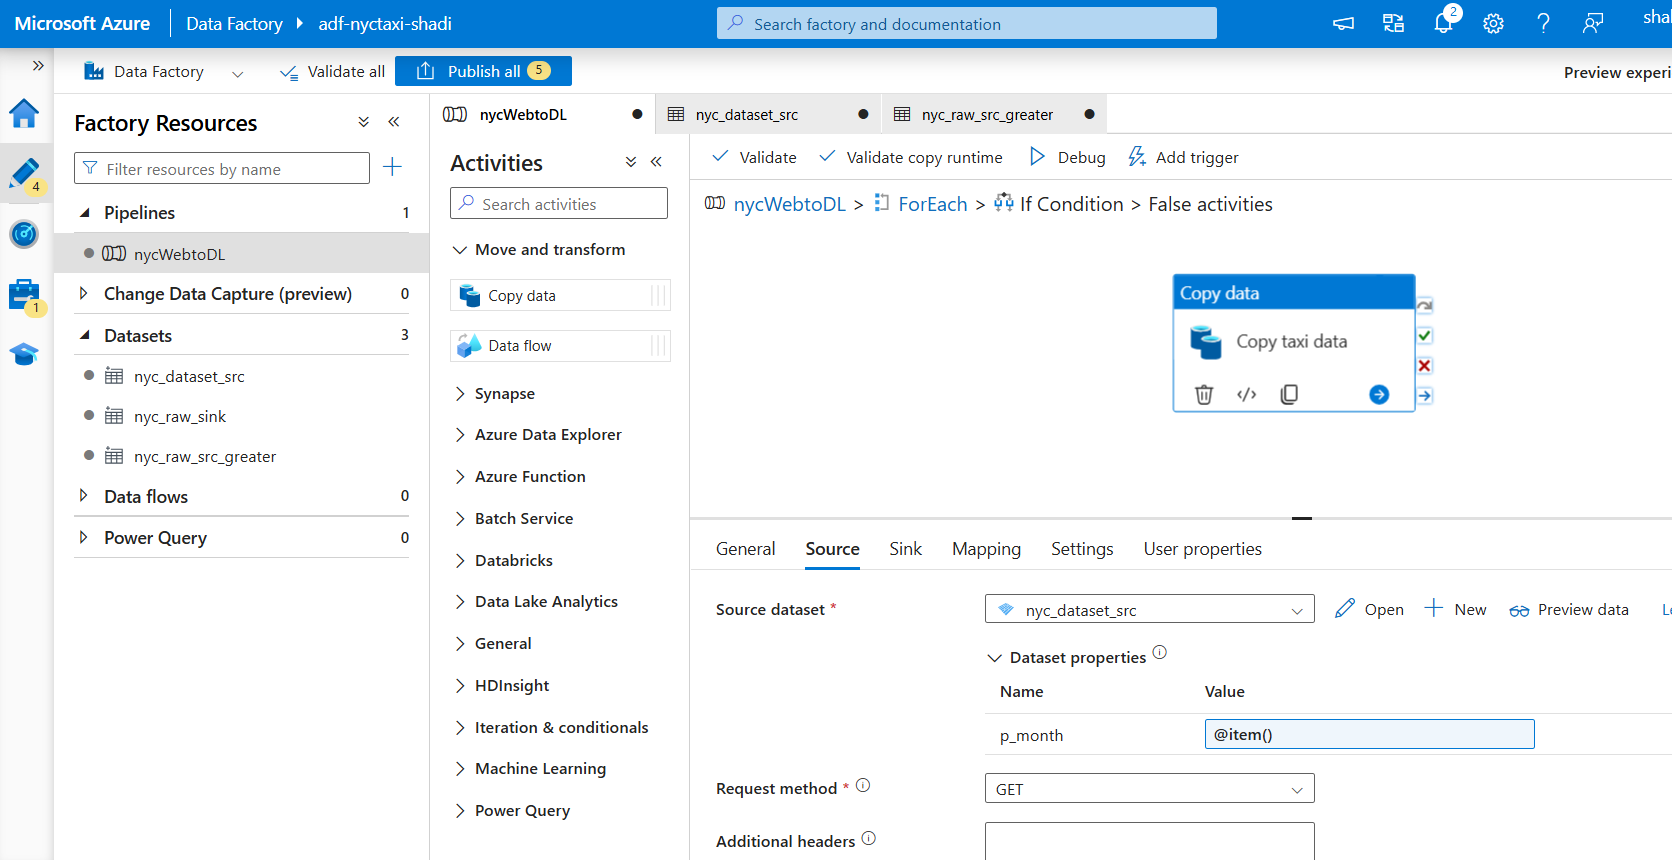 Microsoft Azure
Data Factory
adf-nyctaxi-shadi
Search factory and documentation
2
Data Factory
Validate all
Publish all
5
4
1
Factory Resources
Filter resources by name
Pipelines 1
nycWebtoDL
Change Data Capture (preview) 0
Datasets 3
nyc_dataset_src
nyc_raw_sink
nyc_raw_src_greater
Data flows 0
Power Query 0
nycWebtoDL
nyc_dataset_src
nyc_raw_src_greater
Activities
Search activities
Move and transform
Copy data
Data flow
Synapse
Azure Data Explorer
Azure Function
Batch Service
Databricks
Data Lake Analytics
General
HDInsight
Iteration & conditionals
Machine Learning
Power Query
Validate
Validate copy runtime
Debug
Add trigger
nycWebtoDL > ForEach > If Condition > False activities
Copy data
Copy taxi data
General
Source
Sink
Mapping
Settings
User properties
Source dataset *
nyc_dataset_src
Open
New
Preview data
Dataset properties
Name Value
p_month @item()
Request method *
GET
Additional headers